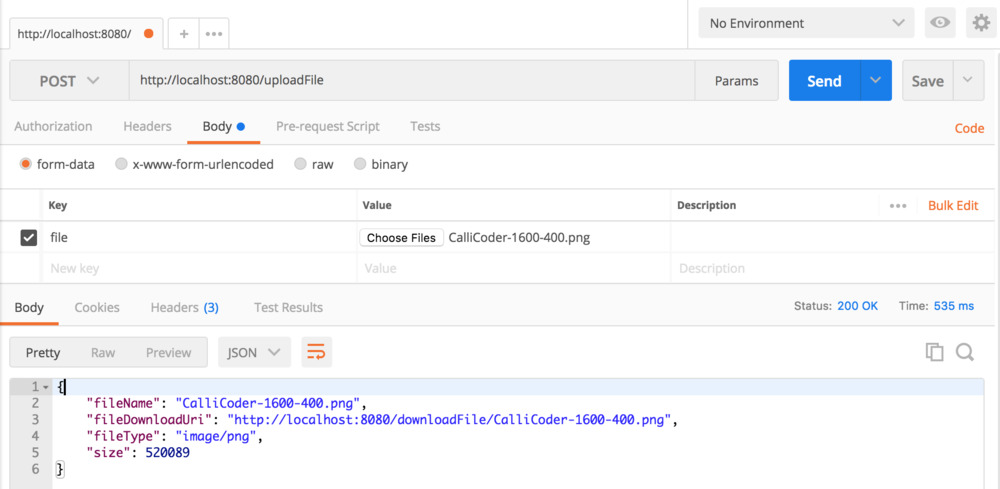 http://localhost:8080/ + ••• No Environment
POST http://localhost:8080/uploadFile Params Send Save
Authorization Headers Body Pre-request Script Tests Code
form-data x-www-form-urlencoded raw binary
Key Value Description ••• Bulk Edit
file Choose Files CalliCoder-1600-400.png
New key Value Description
Body Cookies Headers (3) Test Results Status: 200 OK Time: 535 ms
Pretty Raw Preview JSON
1 {
2 "fileName": "CalliCoder-1600-400.png",
3 "fileDownloadUri": "http://localhost:8080/downloadFile/CalliCoder-1600-400.png",
4 "fileType": "image/png",
5 "size": 520089
6 }